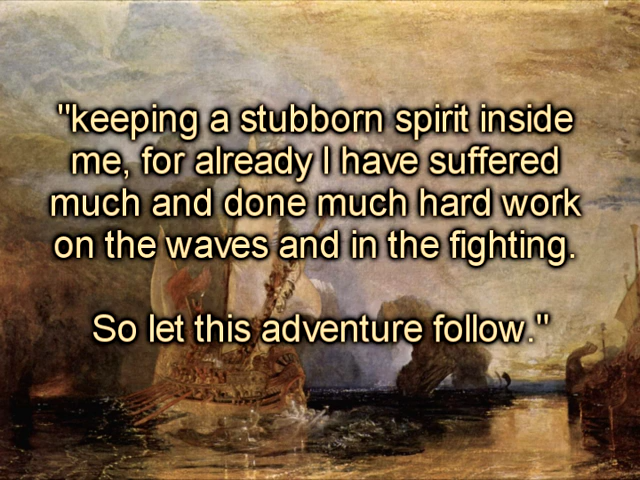 "keeping a stubborn spirit inside
me, for already I have suffered
much and done much hard work
on the waves and in the fighting.
So let this adventure follow."